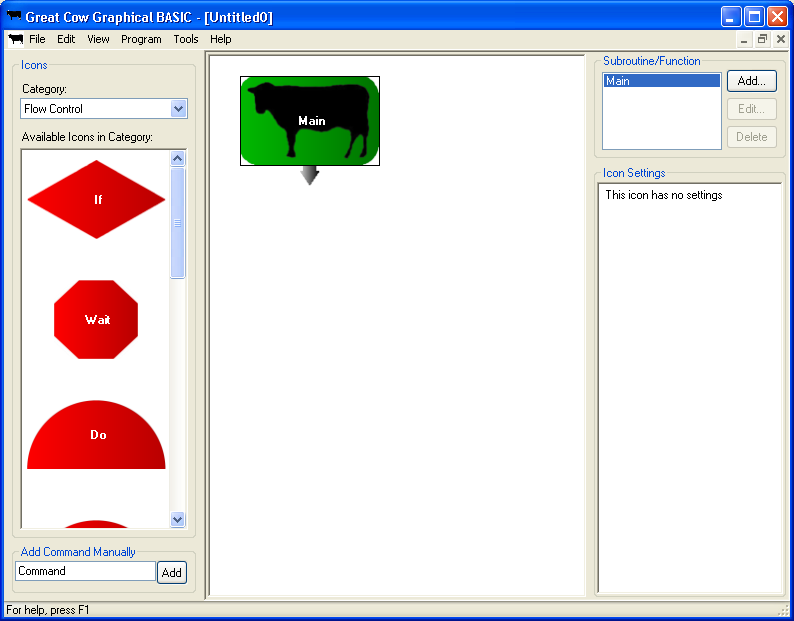 Great Cow Graphical BASIC - [Untitled0]
File Edit View Program Tools Help
Icons
Category:
Flow Control
Available Icons in Category:
If
Wait
Do
Add Command Manually
Command
Add
Main
Subroutine/Function
Main
Add...
Edit...
Delete
Icon Settings
This icon has no settings
For help, press F1